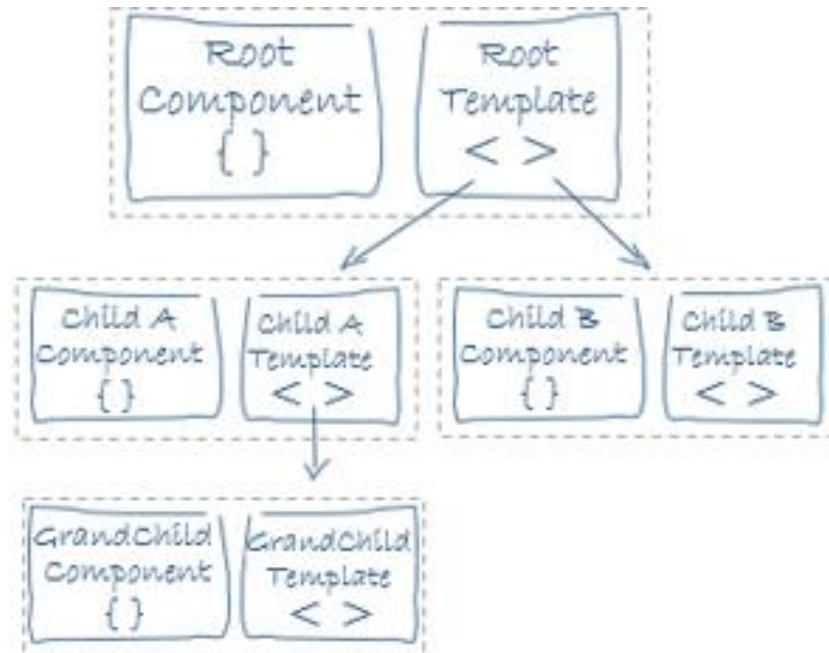 Root
Component
{ }
Root
Template
< >
Child A
Component
{ }
Child A
Template
< >
Child B
Component
{ }
Child B
Template
< >
GrandChild
Component
{ }
GrandChild
Template
< >